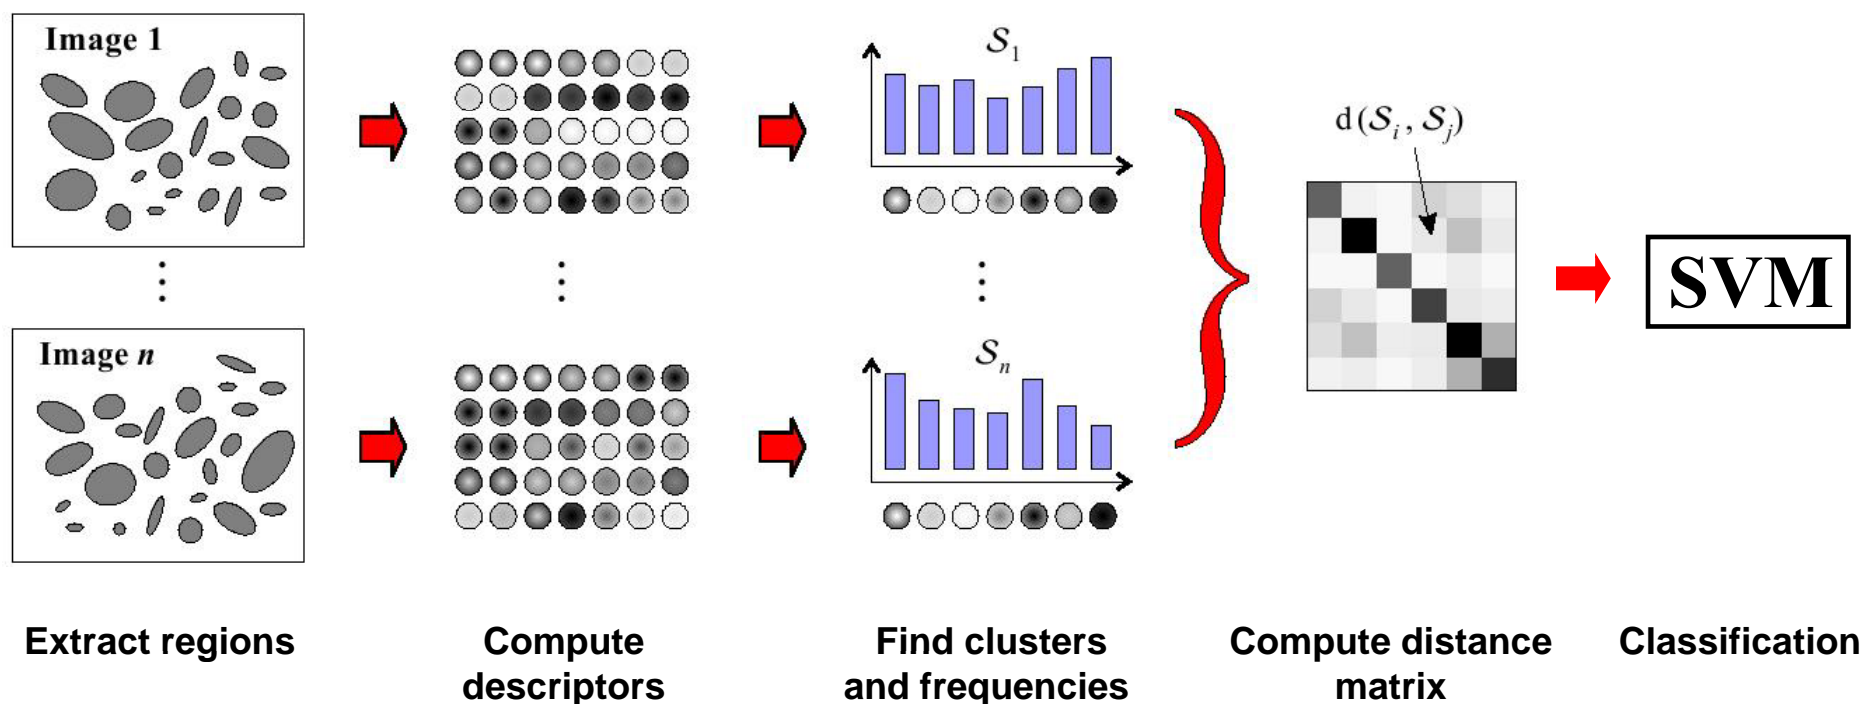 Image 1
S₁
d(Sᵢ, Sⱼ)
SVM
Image n
Sₙ
Extract regions
Compute
descriptors
Find clusters
and frequencies
Compute distance
matrix
Classification